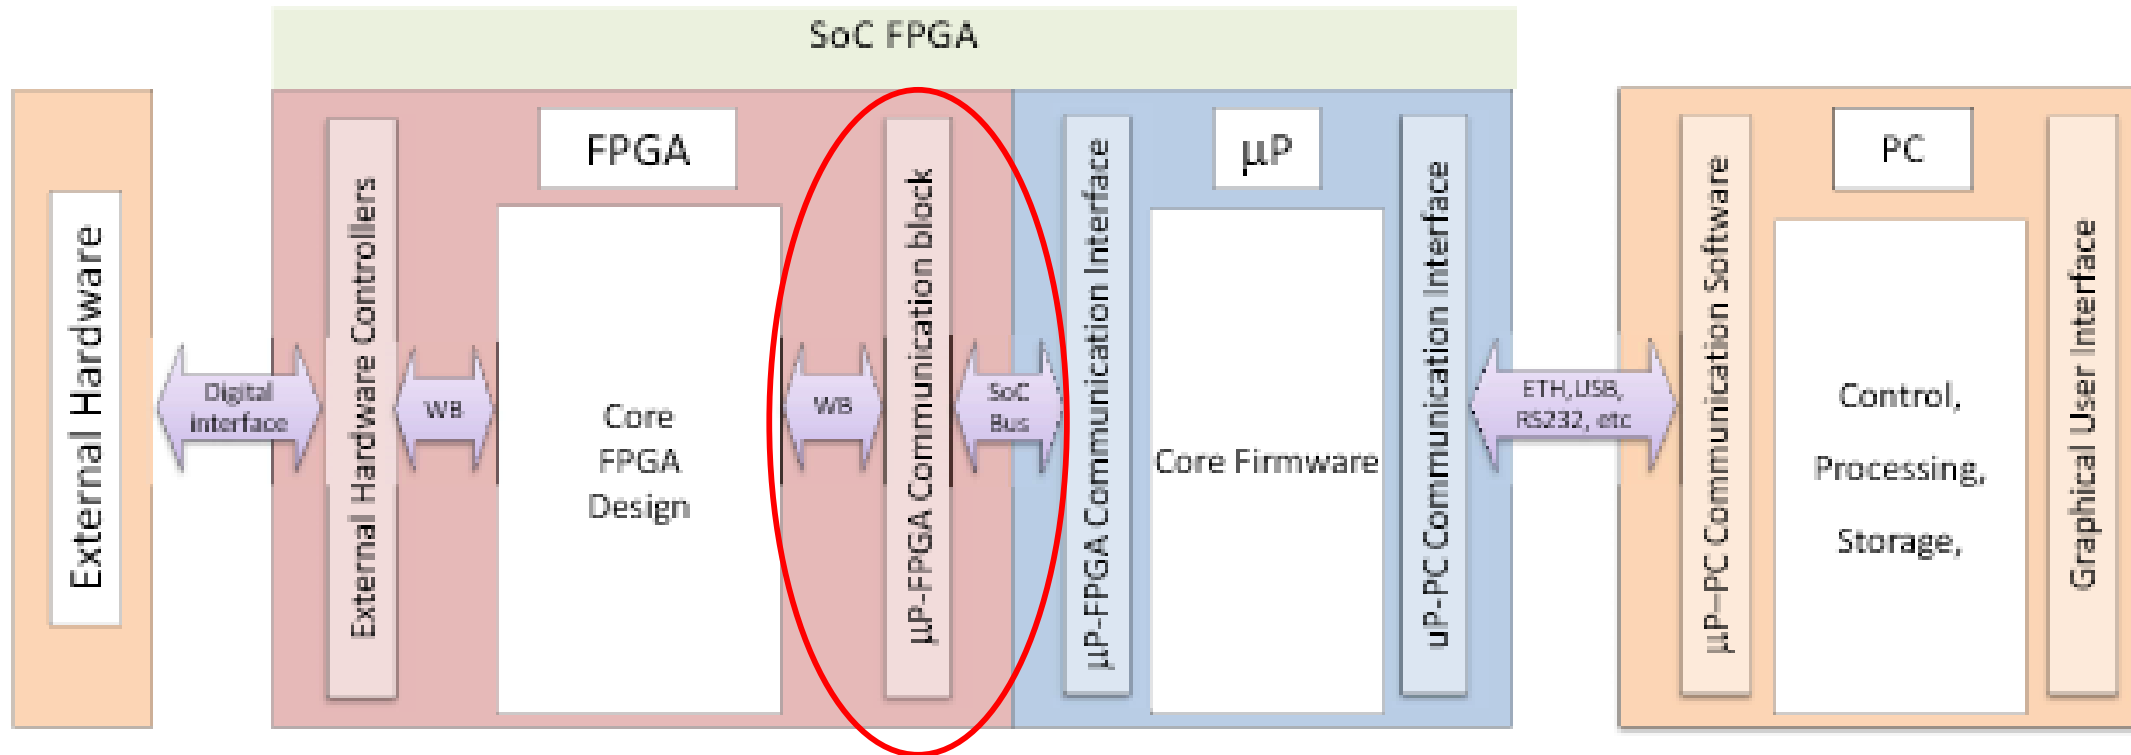 SoC FPGA
External Hardware
Digital
interface
External Hardware Controllers
WB
FPGA
Core
FPGA
Design
WB
µP-FPGA Communication block
SoC
Bus
µP-FPGA Communication Interface
µP
Core Firmware
uP-PC Communication Interface
ETH,USB,
RS232, etc
µP–PC Communication Software
PC
Control,
Processing,
Storage,
Graphical User Interface